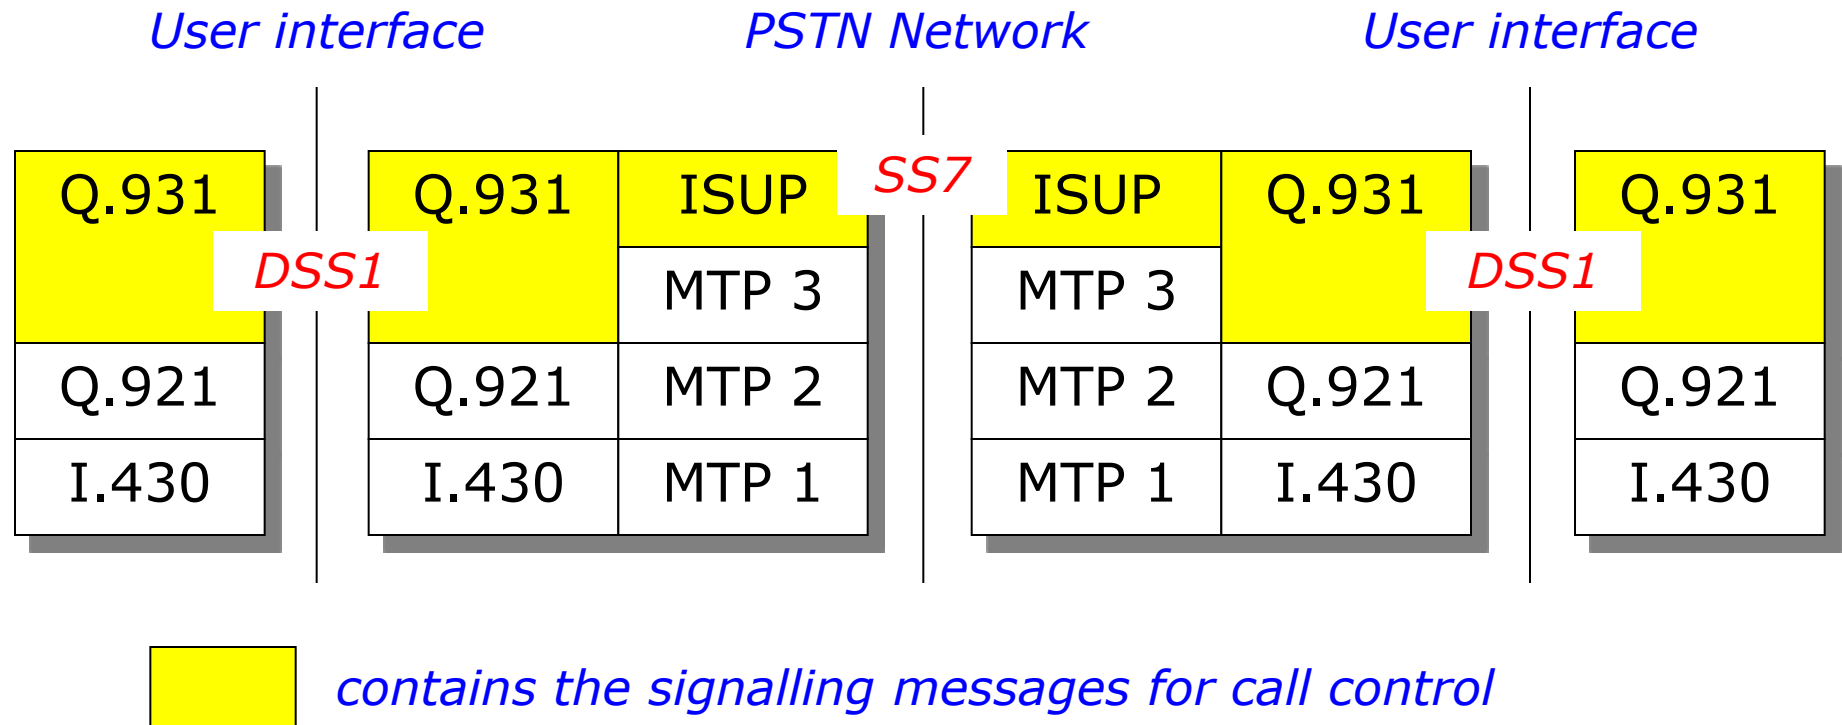 User interface PSTN Network User interface
Q.931 Q.931 ISUP SS7 ISUP Q.931 Q.931
DSS1 MTP 3 MTP 3 DSS1
Q.921 Q.921 MTP 2 MTP 2 Q.921 Q.921
I.430 I.430 MTP 1 MTP 1 I.430 I.430
contains the signalling messages for call control